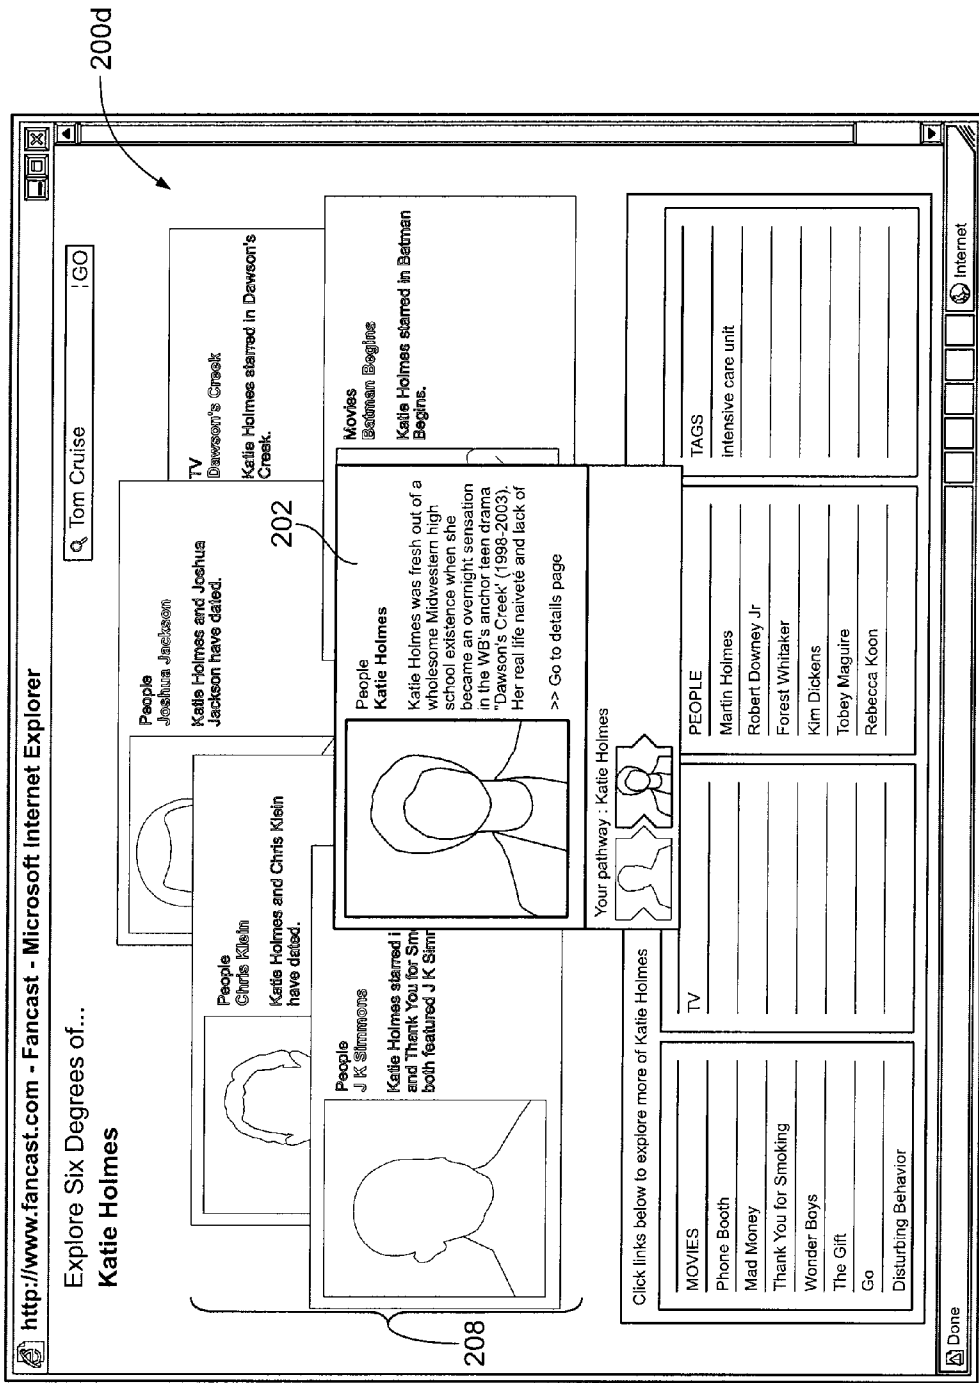 http://www.fancast.com - Fancast - Microsoft Internet Explorer
200d
Explore Six Degrees of...
Katie Holmes
Tom Cruise
GO
People
Joshua Jackson
Katie Holmes and Joshua
Jackson have dated.
TV
Dawson's Creek
Katie Holmes starred in Dawson's
Creek.
People
Chris Klein
Katie Holmes and Chris Klein
have dated.
202
People
J K Simmons
Katie Holmes starred i
and Thank You for Smo
both featured J K Simm
People
Katie Holmes
Katie Holmes was fresh out of a
wholesome Midwestern high
school existence when she
became an overnight sensation
in the WB's anchor teen drama
"Dawson's Creek' (1998-2003).
Her real life naiveté and lack of
>> Go to details page
Movies
Batman Begins
Katie Holmes starred in Batman
Begins.
208
Your pathway : Katie Holmes
Click links below to explore more of Katie Holmes
MOVIES
Phone Booth
Mad Money
Thank You for Smoking
Wonder Boys
The Gift
Go
Disturbing Behavior
TV
PEOPLE
Martin Holmes
Robert Downey Jr
Forest Whitaker
Kim Dickens
Tobey Maguire
Rebecca Koon
TAGS
intensive care unit
Done
Internet